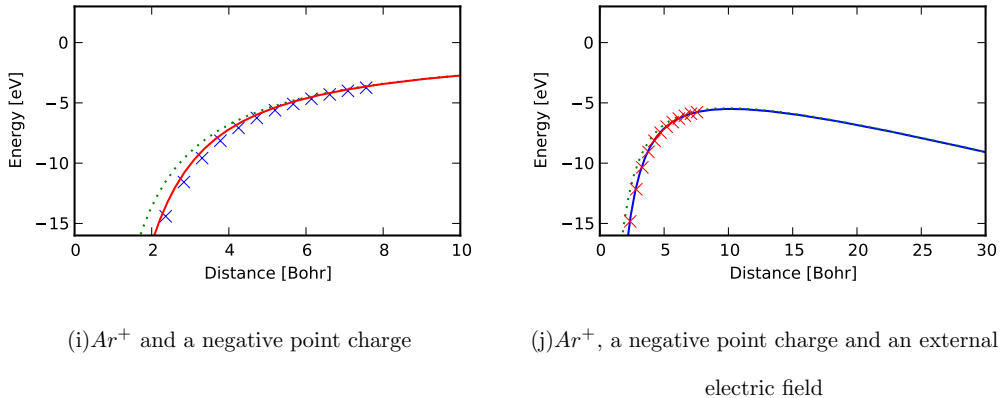 0
−5
−10
−15
Energy [eV]
0 2 4 6 8 10
Distance [Bohr]
(i)Ar⁺ and a negative point charge
0
−5
−10
−15
Energy [eV]
0 5 10 15 20 25 30
Distance [Bohr]
(j)Ar⁺, a negative point charge and an external
electric field